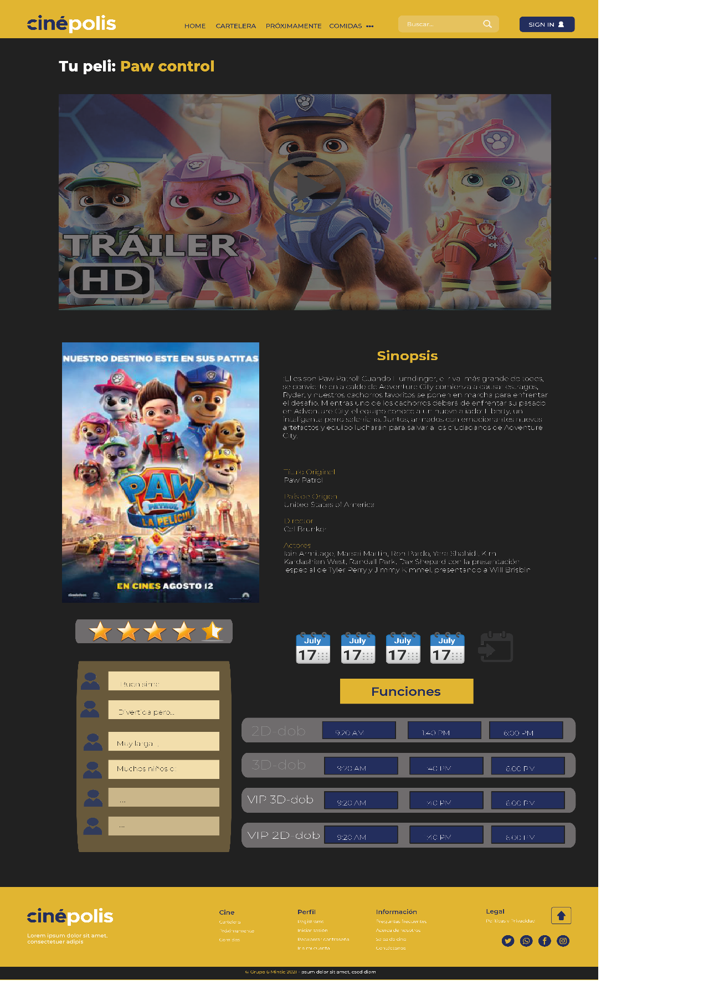 cinépolis
HOME CARTELERA PRÓXIMAMENTE COMIDAS •••
Buscar...
SIGN IN
Tu peli: Paw control
TRÁILER
HD
NUESTRO DESTINO ESTE EN SUS PATITAS
PAW
PATROL
LA PELÍCULA
EN CINES AGOSTO 12
nickelodeon
Sinopsis
¡Ellos son Paw Patrol! Cuando Humdinger, el rival más grande de todos,
se convierte en alcalde de Adventure City comienza a causar estragos,
Ryder, y nuestros cachorros favoritos se ponen en marcha para enfrentar
el desafío. Mientras uno de los cachorros deberá de enfrentar su pasado
en Adventure City, el equipo conoce a un nuevo aliado: Liberty, un
inteligente perro salchicha. Juntos, armados con emocionantes nuevos
artefactos y equipo lucharán para salvar a los ciudadanos de Adventure
City.
Título Original
Paw Patrol
País de Origen
United States of America
Director
Cal Brunker
Actores
Iain Armitage, Marsai Martin, Ron Pardo, Yara Shahidi, Kim
Kardashian West, Randall Park, Dax Shepard con la presentación
especial de Tyler Perry y Jimmy Kimmel. presentando a Will Brisbin
July
17
July
17
July
17
July
17
Buenisima
Divertida pero...
Muy larga
Muchos niños
...
...
Funciones
2D-dob 9:20 AM 1:40 PM 6:00 PM
3D-dob 9:20 AM 1:40 PM 6:00 PM
VIP 3D-dob 9:20 AM 1:40 PM 6:00 PM
VIP 2D-dob 9:20 AM 1:40 PM 6:00 PM
cinépolis
Lorem ipsum dolor sit amet,
consectetuer adipis
Cine
Cartelera
Próximamente
Comidas
Perfil
Registrarse
Iniciar sesión
Recuperar contraseña
Ir a mi cuenta
Información
Preguntas frecuentes
Acerca de nosotros
Salas de cine
Contáctanos
Legal
Políticas y Privacidad
© Grupo 6 Mintic 2021 - psum dolor sit amet, csed diam